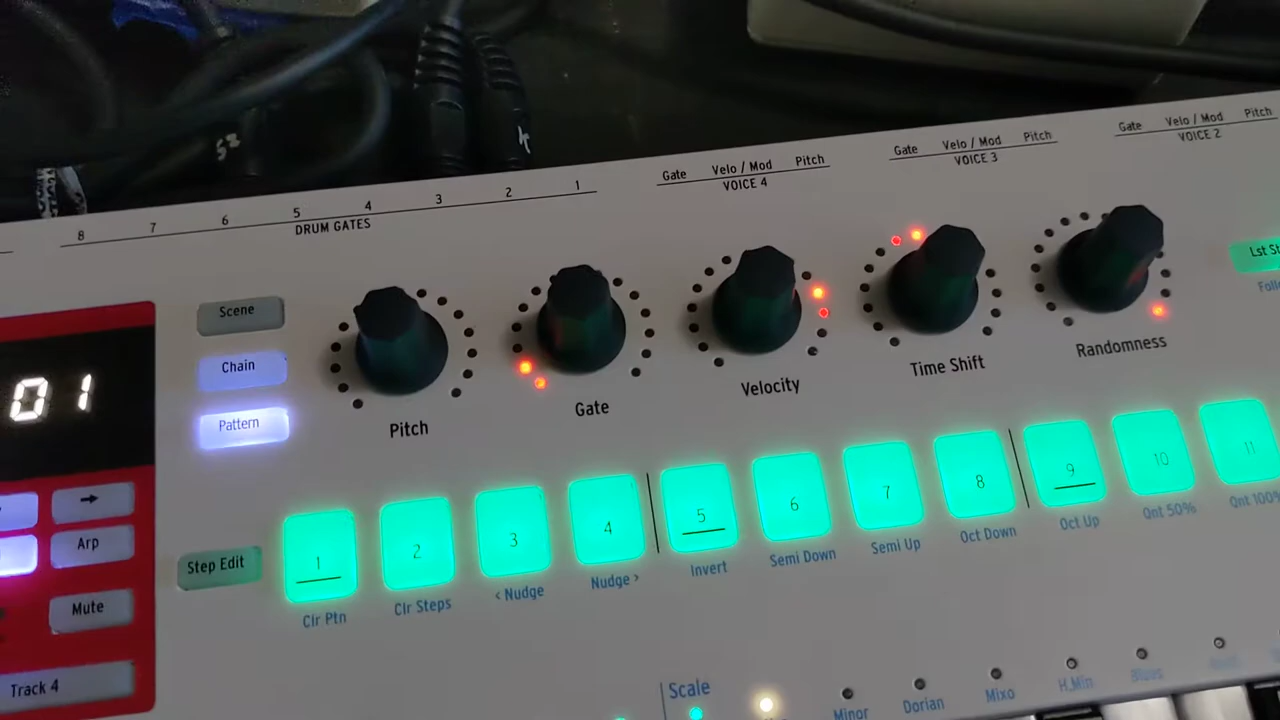 Gate Velo / Mod Pitch
VOICE 4
Gate Velo / Mod Pitch
VOICE 3
Gate Velo / Mod Pitch
VOICE 2
8 7 6 5 4 3 2 1
DRUM GATES
Scene
Chain
Pattern
01
Pitch
Gate
Velocity
Time Shift
Randomness
Lst St
Follo
Arp
Mute
Track 4
Step Edit
1 2 3 4 5 6 7 8 9 10 11
Clr Ptn
Clr Steps
< Nudge
Nudge >
Invert
Semi Down
Semi Up
Oct Down
Oct Up
Qnt 50%
Qnt 100%
Scale
Minor
Dorian
Mixo
H.Min
Blues